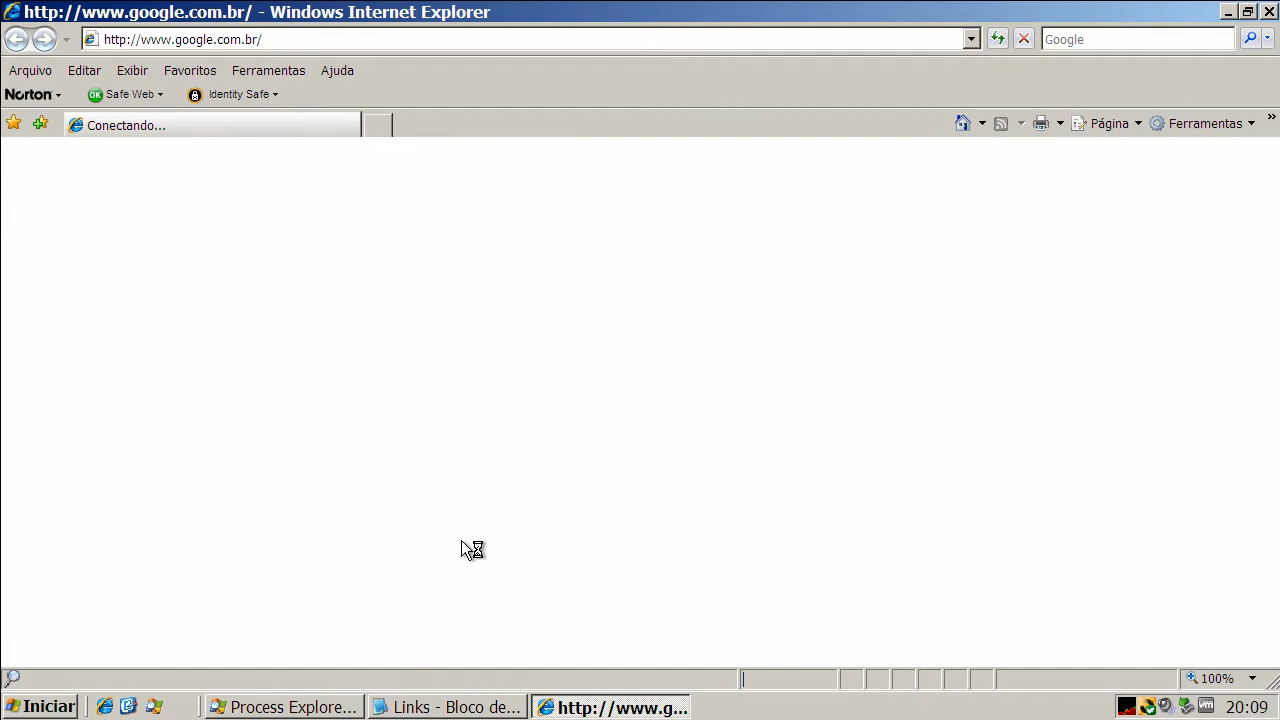 http://www.google.com.br/ - Windows Internet Explorer
http://www.google.com.br/ Google
Arquivo Editar Exibir Favoritos Ferramentas Ajuda
Norton OK Safe Web Identity Safe
Conectando... Página Ferramentas »
100%
Iniciar Process Explore... Links - Bloco de... http://www.g... vm 20:09